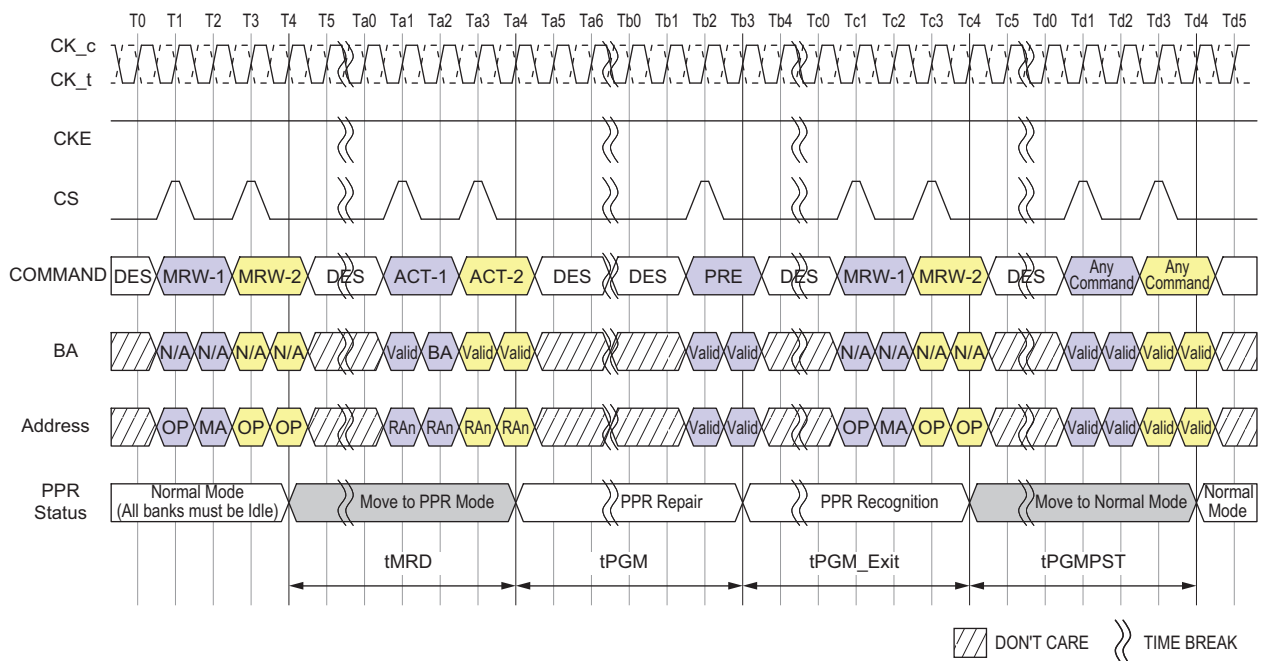 T0 T1 T2 T3 T4 T5 Ta0 Ta1 Ta2 Ta3 Ta4 Ta5 Ta6 Tb0 Tb1 Tb2 Tb3 Tb4 Tc0 Tc1 Tc2 Tc3 Tc4 Tc5 Td0 Td1 Td2 Td3 Td4 Td5
CK_c
CK_t
CKE
CS
COMMAND DES MRW-1 MRW-2 DES ACT-1 ACT-2 DES DES PRE DES MRW-1 MRW-2 DES Any Command Any Command
BA N/A N/A N/A N/A Valid BA Valid Valid Valid Valid N/A N/A N/A N/A Valid Valid Valid Valid
Address OP MA OP OP RAn RAn RAn RAn Valid Valid OP MA OP OP Valid Valid Valid Valid
PPR Status Normal Mode (All banks must be Idle) Move to PPR Mode PPR Repair PPR Recognition Move to Normal Mode Normal Mode
tMRD tPGM tPGM_Exit tPGMPST
DON'T CARE TIME BREAK